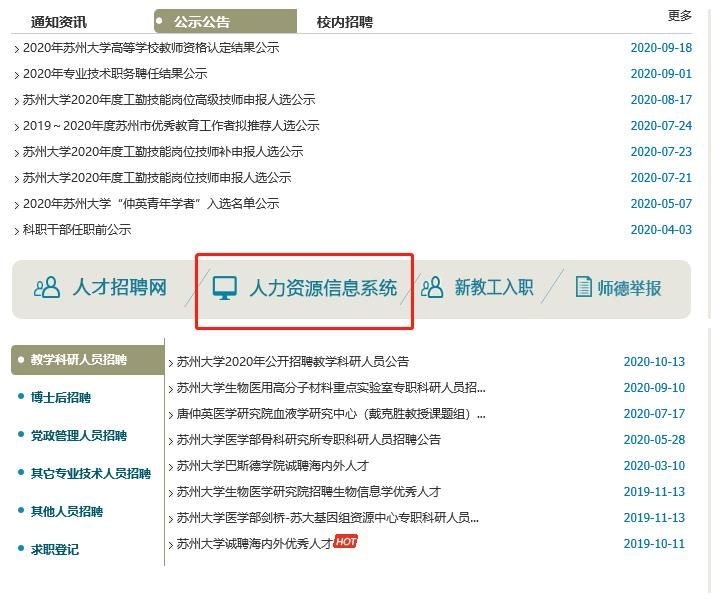 通知资讯 公示公告 校内招聘 更多
2020年苏州大学高等学校教师资格认定结果公示 2020-09-18
2020年专业技术职务聘任结果公示 2020-09-01
苏州大学2020年度工勤技能岗位高级技师申报人选公示 2020-08-17
2019～2020年度苏州市优秀教育工作者拟推荐人选公示 2020-07-24
苏州大学2020年度工勤技能岗位技师补申报人选公示 2020-07-23
苏州大学2020年度工勤技能岗位技师申报人选公示 2020-07-21
2020年苏州大学“仲英青年学者”入选名单公示 2020-05-07
科职干部任职前公示 2020-04-03
人才招聘网 人力资源信息系统 新教工入职 师德举报
教学科研人员招聘
博士后招聘
党政管理人员招聘
其它专业技术人员招聘
其他人员招聘
求职登记
苏州大学2020年公开招聘教学科研人员公告 2020-10-13
苏州大学生物医用高分子材料重点实验室专职科研人员招... 2020-09-10
唐仲英医学研究院血液学研究中心（戴克胜教授课题组）... 2020-07-17
苏州大学医学部骨科研究所专职科研人员招聘公告 2020-05-28
苏州大学巴斯德学院诚聘海内外人才 2020-03-10
苏州大学生物医学研究院招聘生物信息学优秀人才 2019-11-13
苏州大学医学部剑桥-苏大基因组资源中心专职科研人员... 2019-11-13
苏州大学诚聘海内外优秀人才 HOT 2019-10-11